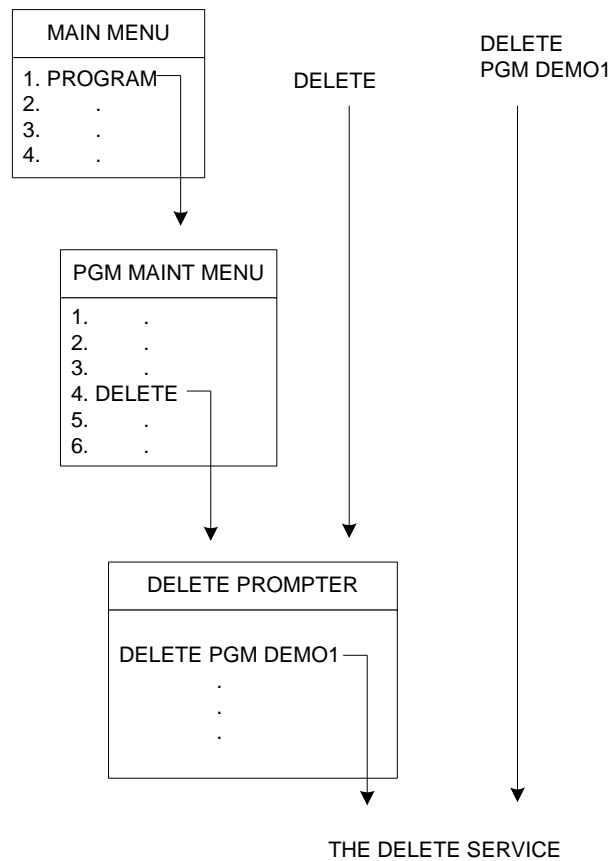 MAIN MENU
1. PROGRAM
2. .
3. .
4. .
DELETE
DELETE
PGM DEMO1
PGM MAINT MENU
1. .
2. .
3. .
4. DELETE
5. .
6. .
DELETE PROMPTER
DELETE PGM DEMO1
.
.
.
THE DELETE SERVICE